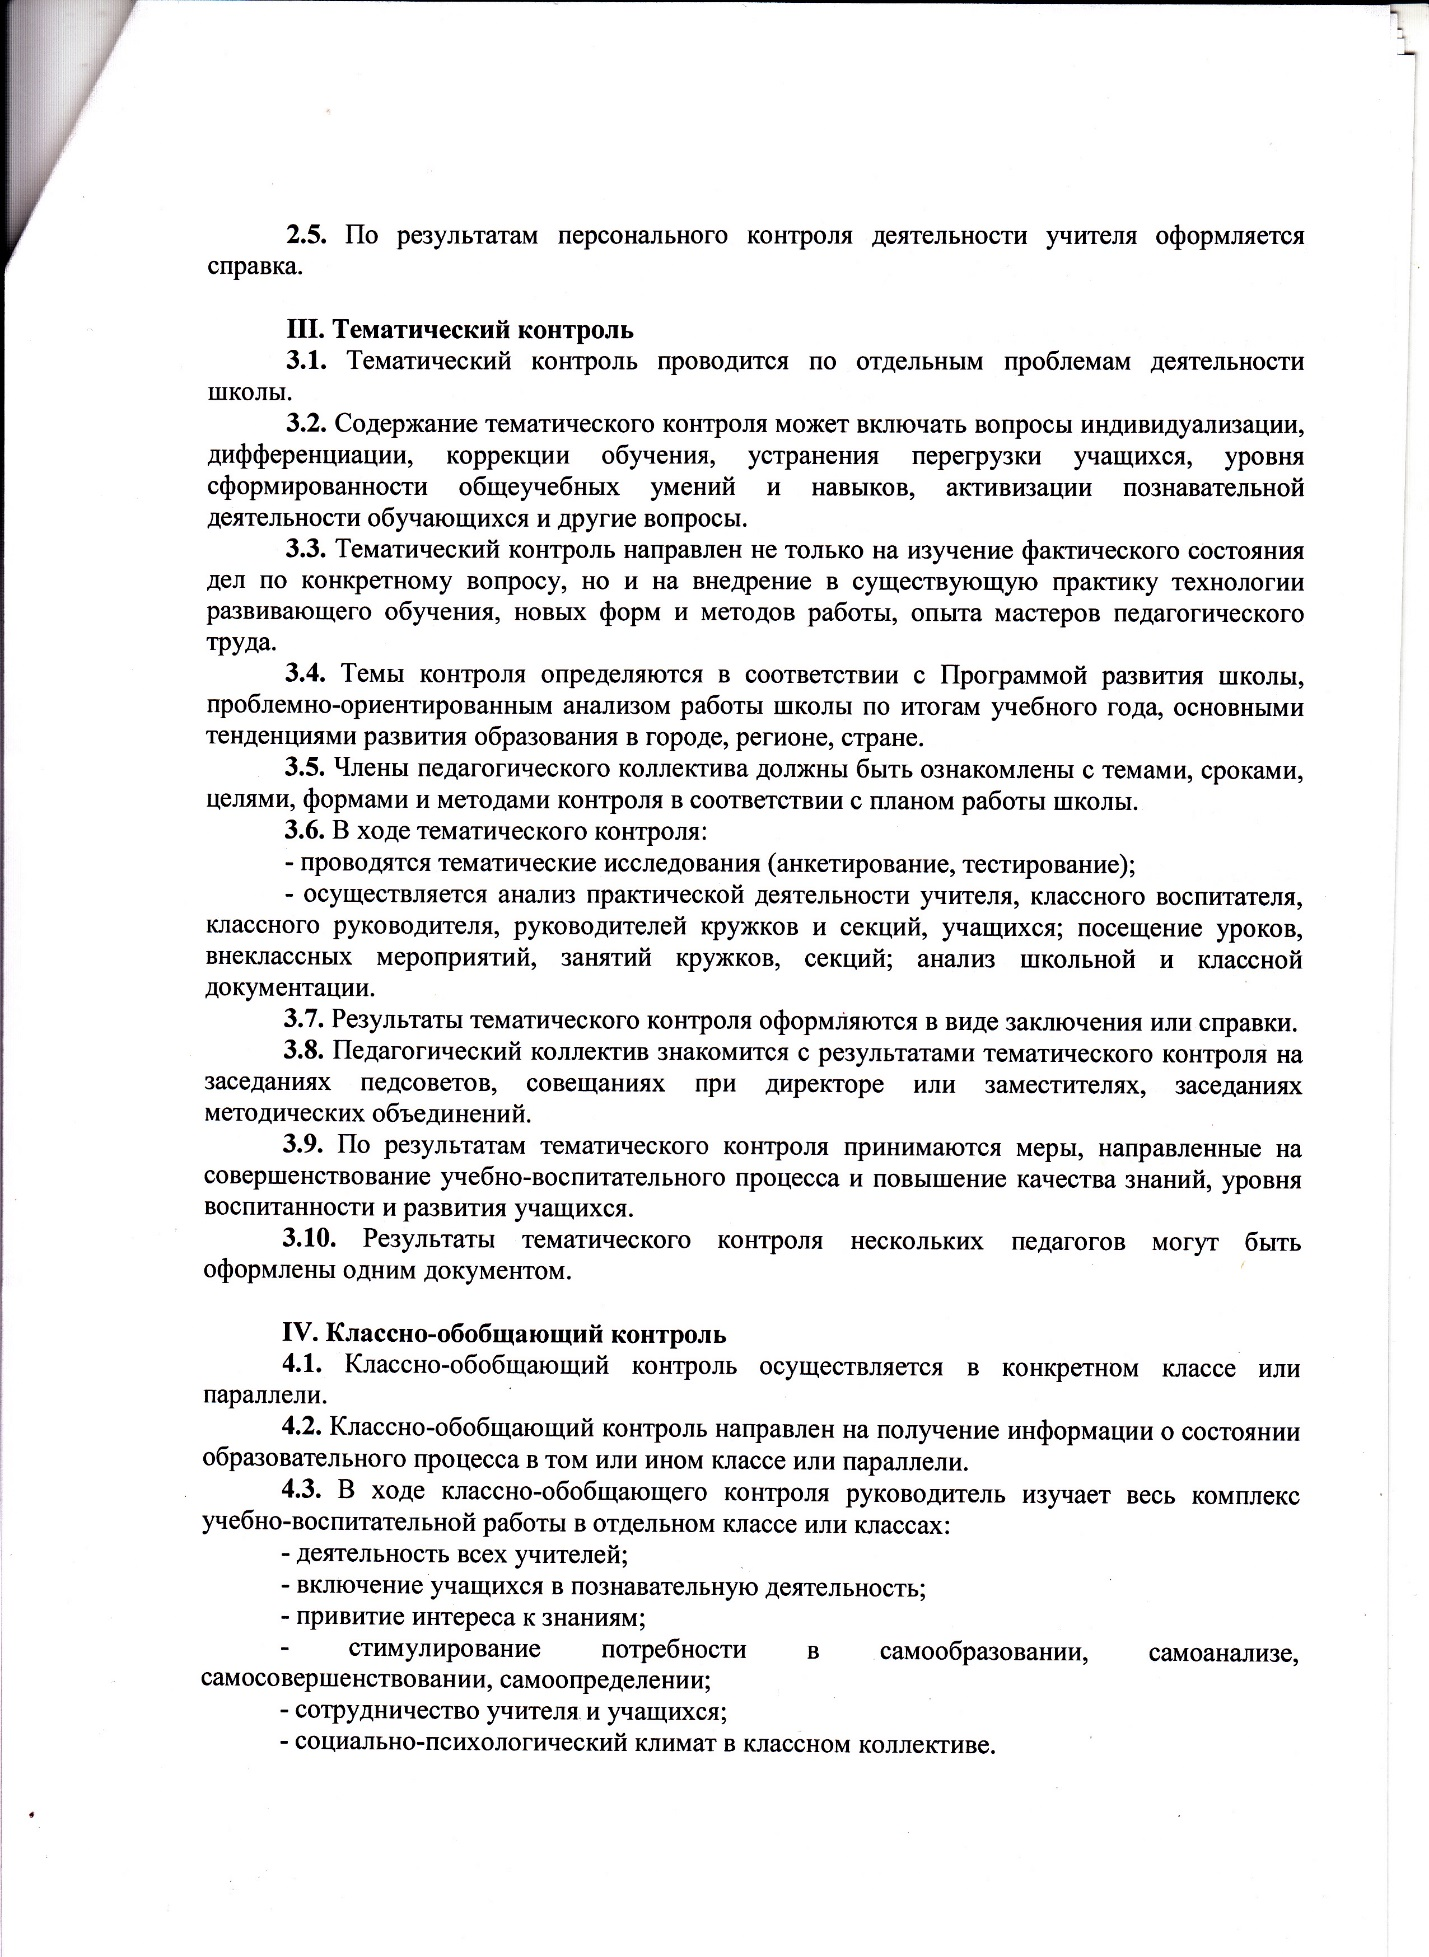 2.5. По результатам персонального контроля деятельности учителя оформляется
справка.
III. Тематический контроль
3.1. Тематический контроль проводится по отдельным проблемам деятельности
школы.
3.2. Содержание тематического контроля может включать вопросы индивидуализации,
дифференциации, коррекции обучения, устранения перегрузки учащихся, уровня
сформированности общеучебных умений и навыков, активизации познавательной
деятельности обучающихся и другие вопросы.
3.3. Тематический контроль направлен не только на изучение фактического состояния
дел по конкретному вопросу, но и на внедрение в существующую практику технологии
развивающего обучения, новых форм и методов работы, опыта мастеров педагогического
труда.
3.4. Темы контроля определяются в соответствии с Программой развития школы,
проблемно-ориентированным анализом работы школы по итогам учебного года, основными
тенденциями развития образования в городе, регионе, стране.
3.5. Члены педагогического коллектива должны быть ознакомлены с темами, сроками,
целями, формами и методами контроля в соответствии с планом работы школы.
3.6. В ходе тематического контроля:
- проводятся тематические исследования (анкетирование, тестирование);
- осуществляется анализ практической деятельности учителя, классного воспитателя,
классного руководителя, руководителей кружков и секций, учащихся; посещение уроков,
внеклассных мероприятий, занятий кружков, секций; анализ школьной и классной
документации.
3.7. Результаты тематического контроля оформляются в виде заключения или справки.
3.8. Педагогический коллектив знакомится с результатами тематического контроля на
заседаниях педсоветов, совещаниях при директоре или заместителях, заседаниях
методических объединений.
3.9. По результатам тематического контроля принимаются меры, направленные на
совершенствование учебно-воспитательного процесса и повышение качества знаний, уровня
воспитанности и развития учащихся.
3.10. Результаты тематического контроля нескольких педагогов могут быть
оформлены одним документом.
IV. Классно-обобщающий контроль
4.1. Классно-обобщающий контроль осуществляется в конкретном классе или
параллели.
4.2. Классно-обобщающий контроль направлен на получение информации о состоянии
образовательного процесса в том или ином классе или параллели.
4.3. В ходе классно-обобщающего контроля руководитель изучает весь комплекс
учебно-воспитательной работы в отдельном классе или классах:
- деятельность всех учителей;
- включение учащихся в познавательную деятельность;
- привитие интереса к знаниям;
- стимулирование потребности в самообразовании, самоанализе,
самосовершенствовании, самоопределении;
- сотрудничество учителя и учащихся;
- социально-психологический климат в классном коллективе.